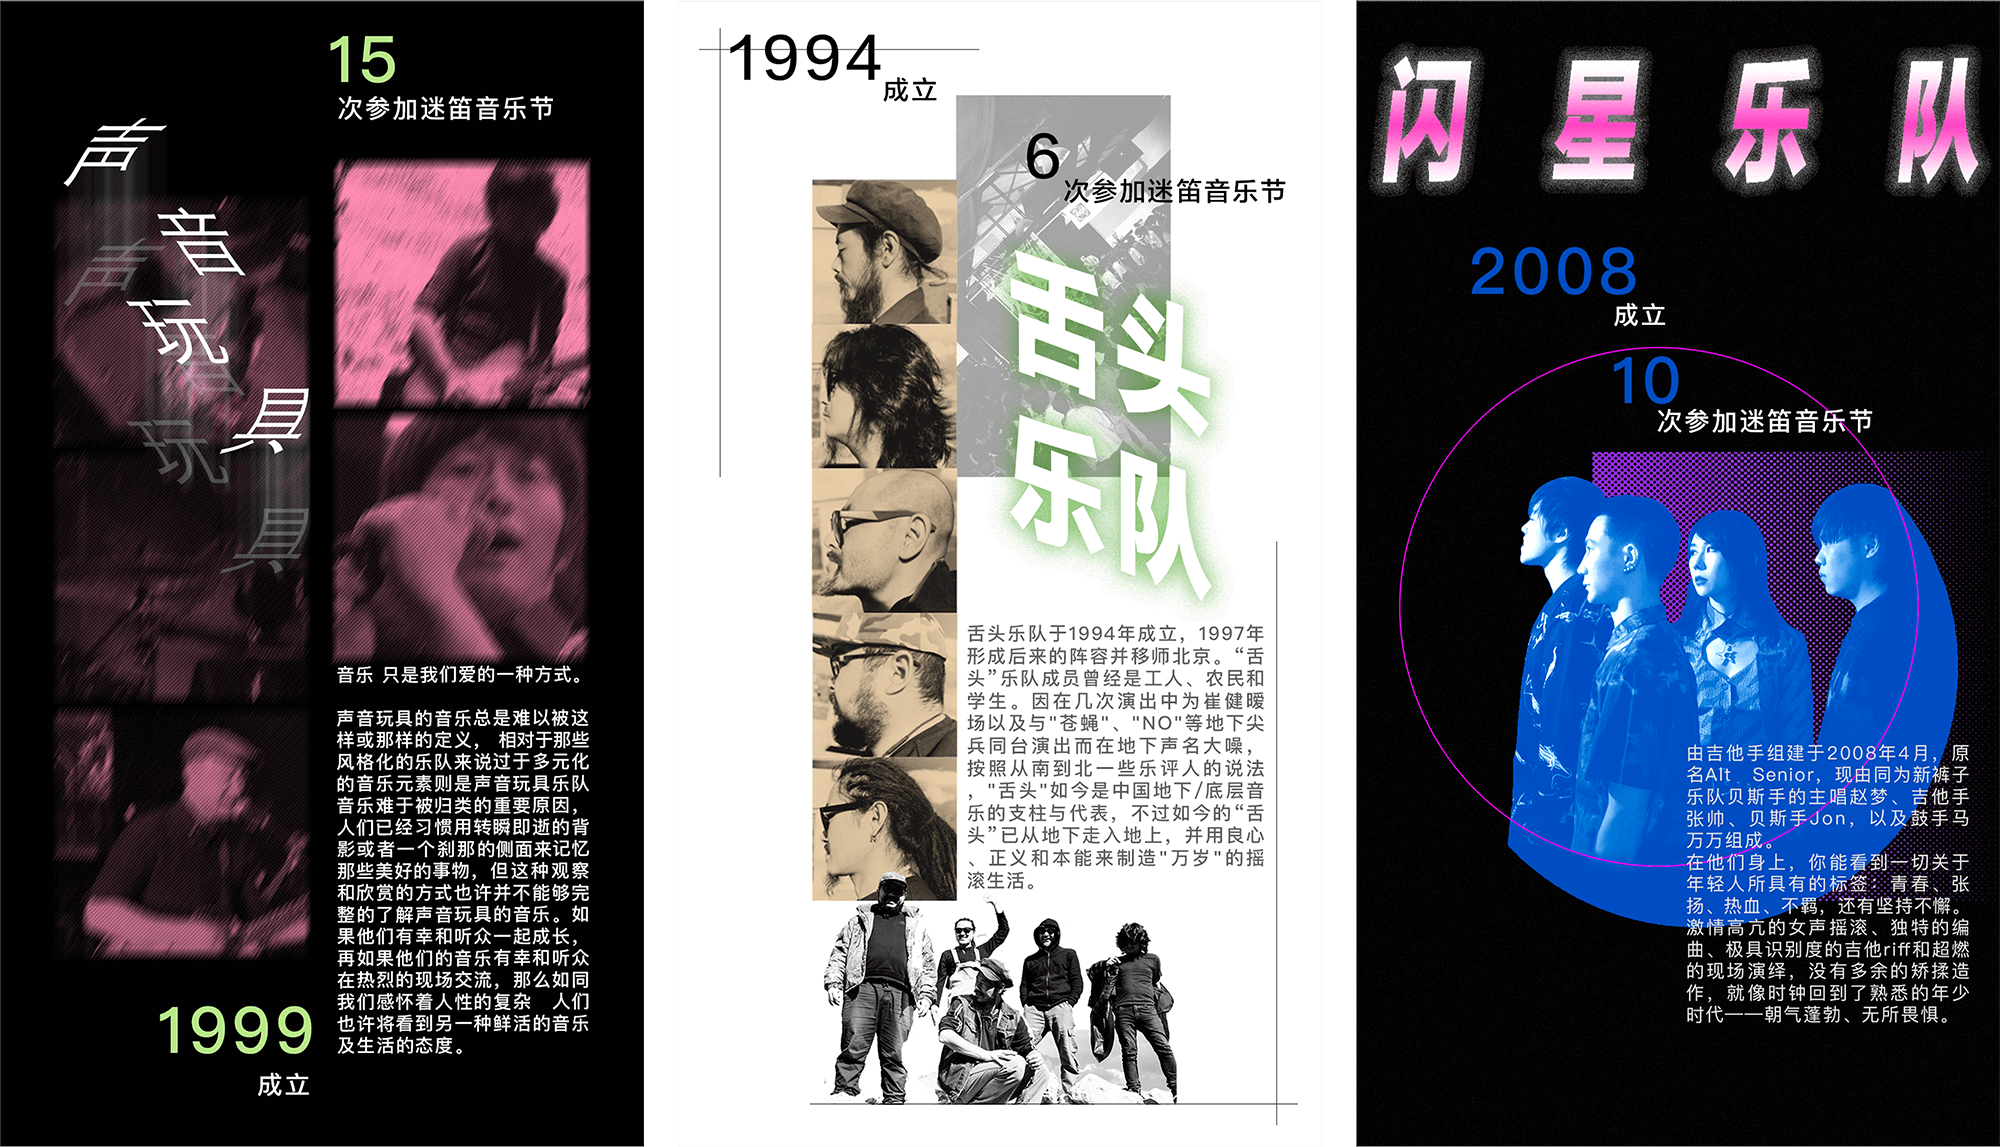 15
次参加迷笛音乐节
声
音
玩
具
声
音
玩
具
音乐 只是我们爱的一种方式。
声音玩具的音乐总是难以被这
样或那样的定义， 相对于那些
风格化的乐队来说过于多元化
的音乐元素则是声音玩具乐队
音乐难于被归类的重要原因，
人们已经习惯用转瞬即逝的背
影或者一个刹那的侧面来记忆
那些美好的事物，但这种观察
和欣赏的方式也许并不能够完
整的了解声音玩具的音乐。如
果他们有幸和听众一起成长，
再如果他们的音乐有幸和听众
在热烈的现场交流，那么如同
我们感怀着人性的复杂　人们
也许将看到另一种鲜活的音乐
及生活的态度。
1999
成立
1994
成立
6
次参加迷笛音乐节
舌头
乐队
舌头乐队于1994年成立，1997年
形成后来的阵容并移师北京。“舌
头”乐队成员曾经是工人、农民和
学生。因在几次演出中为崔健暖
场以及与"苍蝇"、"NO"等地下尖
兵同台演出而在地下声名大噪，
按照从南到北一些乐评人的说法
，"舌头"如今是中国地下/底层音
乐的支柱与代表，不过如今的“舌
头”已从地下走入地上，并用良心
、正义和本能来制造"万岁"的摇
滚生活。
闪星乐队
2008
成立
10
次参加迷笛音乐节
由吉他手组建于2008年4月，原
名Alt　Senior，现由同为新裤子
乐队贝斯手的主唱赵梦、吉他手
张帅、贝斯手Jon，以及鼓手马
万万组成。
在他们身上，你能看到一切关于
年轻人所具有的标签：青春、张
扬、热血、不羁，还有坚持不懈。
激情高亢的女声摇滚、独特的编
曲、极具识别度的吉他riff和超燃
的现场演绎，没有多余的矫揉造
作，就像时钟回到了熟悉的年少
时代——朝气蓬勃、无所畏惧。